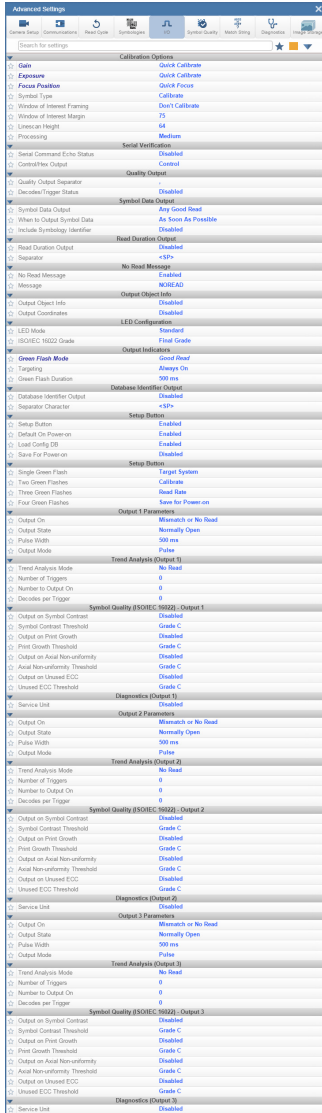 Advanced Settings
Camera Setup Communications Read Cycle Symbologies I/O Symbol Quality Match String Diagnostics Image Storage
Search for settings
Calibration Options
Gain Quick Calibrate
Exposure Quick Calibrate
Focus Position Quick Focus
Symbol Type Calibrate
Window of Interest Framing Don't Calibrate
Window of Interest Margin 75
Linescan Height 64
Processing Medium
Serial Verification
Serial Command Echo Status Disabled
Control/Hex Output Control
Quality Output
Quality Output Separator ,
Decodes/Trigger Status Disabled
Symbol Data Output
Symbol Data Output Any Good Read
When to Output Symbol Data As Soon As Possible
Include Symbology Identifier Disabled
Read Duration Output
Read Duration Output Disabled
Separator <SP>
No Read Message
No Read Message Enabled
Message NOREAD
Output Object Info
Output Object Info Disabled
Output Coordinates Disabled
LED Configuration
LED Mode Standard
ISO/IEC 16022 Grade Final Grade
Output Indicators
Green Flash Mode Good Read
Targeting Always On
Green Flash Duration 500 ms
Database Identifier Output
Database Identifier Output Disabled
Separator Character <SP>
Setup Button
Setup Button Enabled
Default On Power-on Enabled
Load Config DB Enabled
Save For Power-on Disabled
Setup Button
Single Green Flash Target System
Two Green Flashes Calibrate
Three Green Flashes Read Rate
Four Green Flashes Save for Power-on
Output 1 Parameters
Output On Mismatch or No Read
Output State Normally Open
Pulse Width 500 ms
Output Mode Pulse
Trend Analysis (Output 1)
Trend Analysis Mode No Read
Number of Triggers 0
Number to Output On 0
Decodes per Trigger 0
Symbol Quality (ISO/IEC 16022) - Output 1
Output on Symbol Contrast Disabled
Symbol Contrast Threshold Grade C
Output on Print Growth Disabled
Print Growth Threshold Grade C
Output on Axial Non-uniformity Disabled
Axial Non-uniformity Threshold Grade C
Output on Unused ECC Disabled
Unused ECC Threshold Grade C
Diagnostics (Output 1)
Service Unit Disabled
Output 2 Parameters
Output On Mismatch or No Read
Output State Normally Open
Pulse Width 500 ms
Output Mode Pulse
Trend Analysis (Output 2)
Trend Analysis Mode No Read
Number of Triggers 0
Number to Output On 0
Decodes per Trigger 0
Symbol Quality (ISO/IEC 16022) - Output 2
Output on Symbol Contrast Disabled
Symbol Contrast Threshold Grade C
Output on Print Growth Disabled
Print Growth Threshold Grade C
Output on Axial Non-uniformity Disabled
Axial Non-uniformity Threshold Grade C
Output on Unused ECC Disabled
Unused ECC Threshold Grade C
Diagnostics (Output 2)
Service Unit Disabled
Output 3 Parameters
Output On Mismatch or No Read
Output State Normally Open
Pulse Width 500 ms
Output Mode Pulse
Trend Analysis (Output 3)
Trend Analysis Mode No Read
Number of Triggers 0
Number to Output On 0
Decodes per Trigger 0
Symbol Quality (ISO/IEC 16022) - Output 3
Output on Symbol Contrast Disabled
Symbol Contrast Threshold Grade C
Output on Print Growth Disabled
Print Growth Threshold Grade C
Output on Axial Non-uniformity Disabled
Axial Non-uniformity Threshold Grade C
Output on Unused ECC Disabled
Unused ECC Threshold Grade C
Diagnostics (Output 3)
Service Unit Disabled